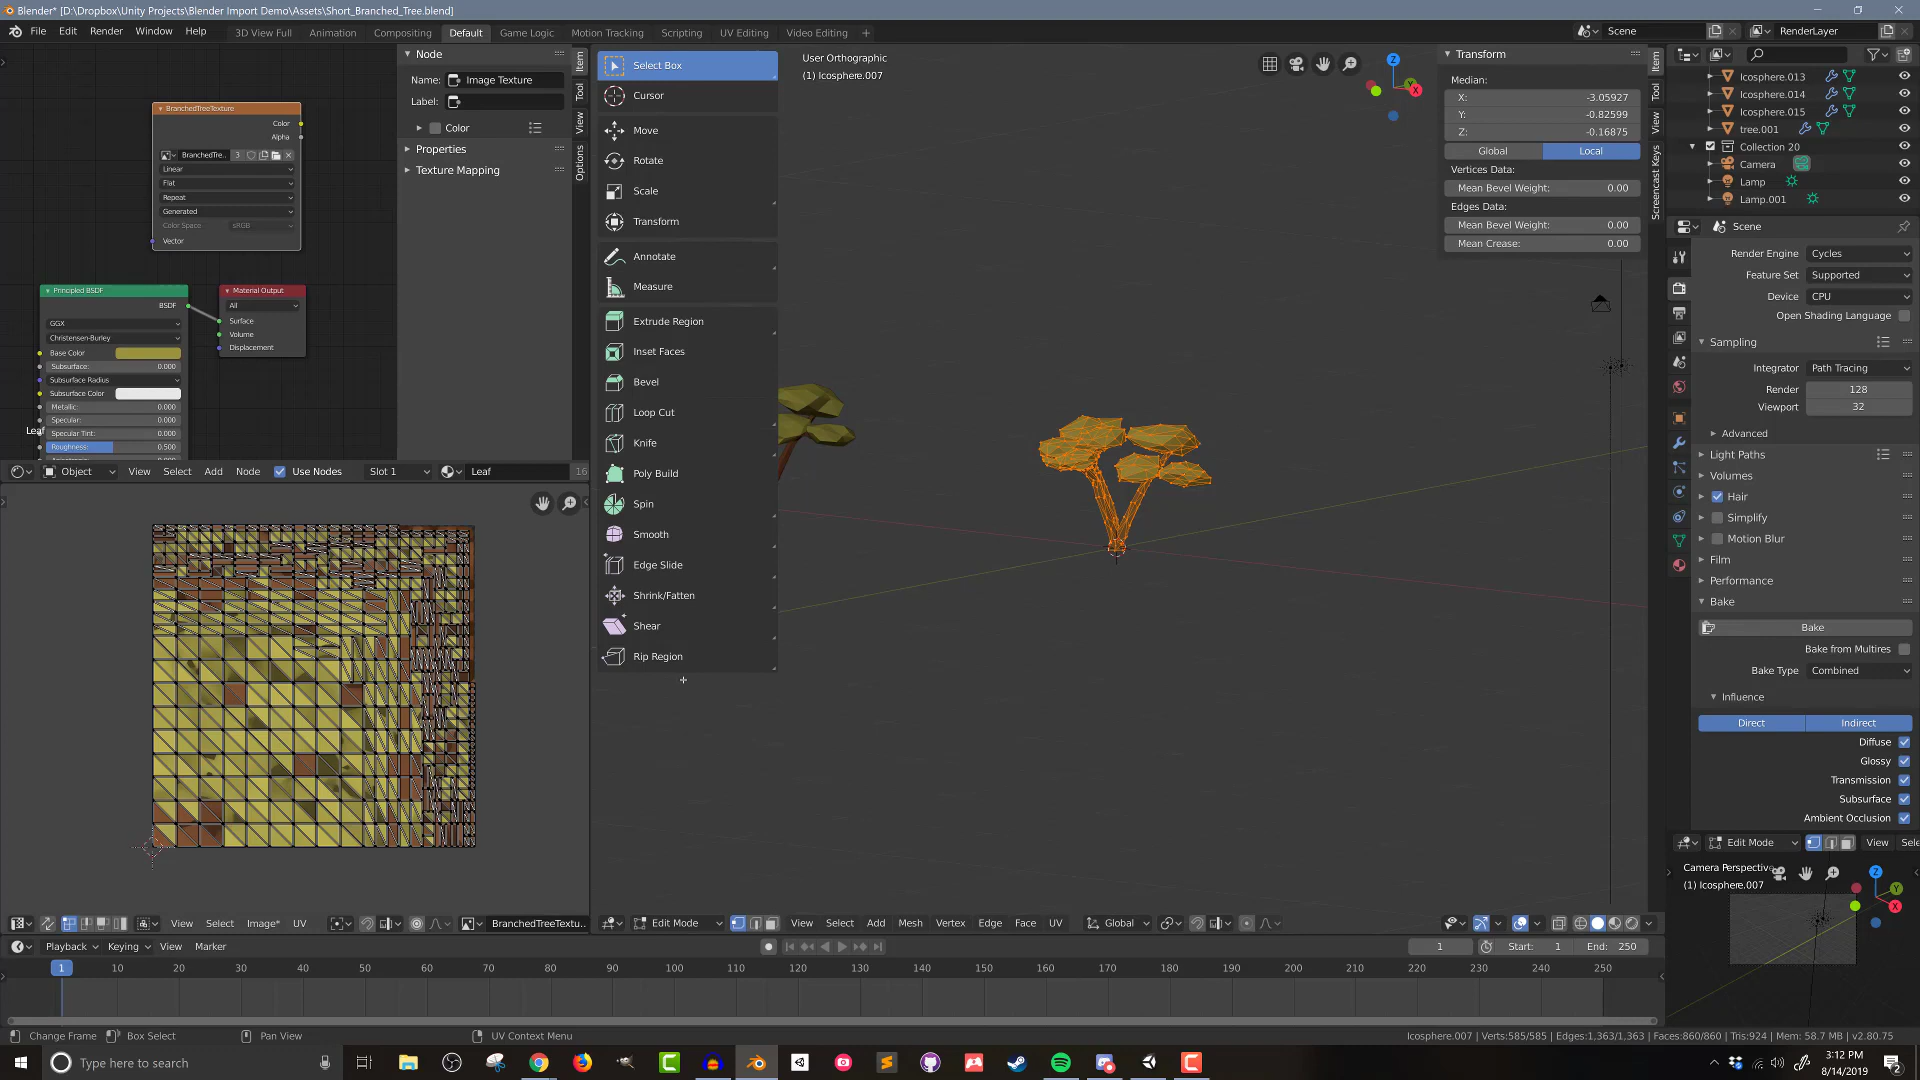 Blender* [D:\Dropbox\Unity Projects\Blender Import Demo\Assets\Short_Branched_Tree.blend]
File Edit Render Window Help
3D View Full Animation Compositing Default Game Logic Motion Tracking Scripting UV Editing Video Editing +
Scene RenderLayer
BranchedTreeTexture
Color
Alpha
BranchedTre.. 3
Linear
Flat
Repeat
Generated
Color Space sRGB
Vector
Principled BSDF
BSDF
GGX
Christensen-Burley
Base Color
Subsurface: 0.000
Subsurface Radius
Subsurface Color
Metallic: 0.000
Specular: 0.000
Specular Tint: 0.000
Roughness: 0.500
Leaf
Material Output
All
Surface
Volume
Displacement
Node
Name: Image Texture
Label:
Color
Properties
Texture Mapping
Item
Tool
View
Options
Object View Select Add Node Use Nodes Slot 1 Leaf 16
Select Box
Cursor
Move
Rotate
Scale
Transform
Annotate
Measure
Extrude Region
Inset Faces
Bevel
Loop Cut
Knife
Poly Build
Spin
Smooth
Edge Slide
Shrink/Fatten
Shear
Rip Region
User Orthographic
(1) Icosphere.007
Z
X
Transform
Median:
X: -3.05927
Y: -0.82599
Z: -0.16875
Global Local
Vertices Data:
Mean Bevel Weight: 0.00
Edges Data:
Mean Bevel Weight: 0.00
Mean Crease: 0.00
Item
Tool
View
Screencast Keys
Icosphere.013
Icosphere.014
Icosphere.015
tree.001
Collection 20
Camera
Lamp
Lamp.001
Scene
Render Engine Cycles
Feature Set Supported
Device CPU
Open Shading Language
Sampling
Integrator Path Tracing
Render 128
Viewport 32
Advanced
Light Paths
Volumes
Hair
Simplify
Motion Blur
Film
Performance
Bake
Bake
Bake from Multires
Bake Type Combined
Influence
Direct Indirect
Diffuse
Glossy
Transmission
Subsurface
Ambient Occlusion
Edit Mode View Sele
Camera Perspective
(1) Icosphere.007
Z
Y
X
View Select Image* UV BranchedTreeTextu..
Edit Mode View Select Add Mesh Vertex Edge Face UV Global
Playback Keying View Marker
1 Start: 1 End: 250
1 10 20 30 40 50 60 70 80 90 100 110 120 130 140 150 160 170 180 190 200 210 220 230 240 250
Change Frame Box Select Pan View UV Context Menu
Icosphere.007 | Verts:585/585 | Edges:1,363/1,363 | Faces:860/860 | Tris:924 | Mem: 58.7 MB | v2.80.75
Type here to search
3:12 PM
8/14/2019
2